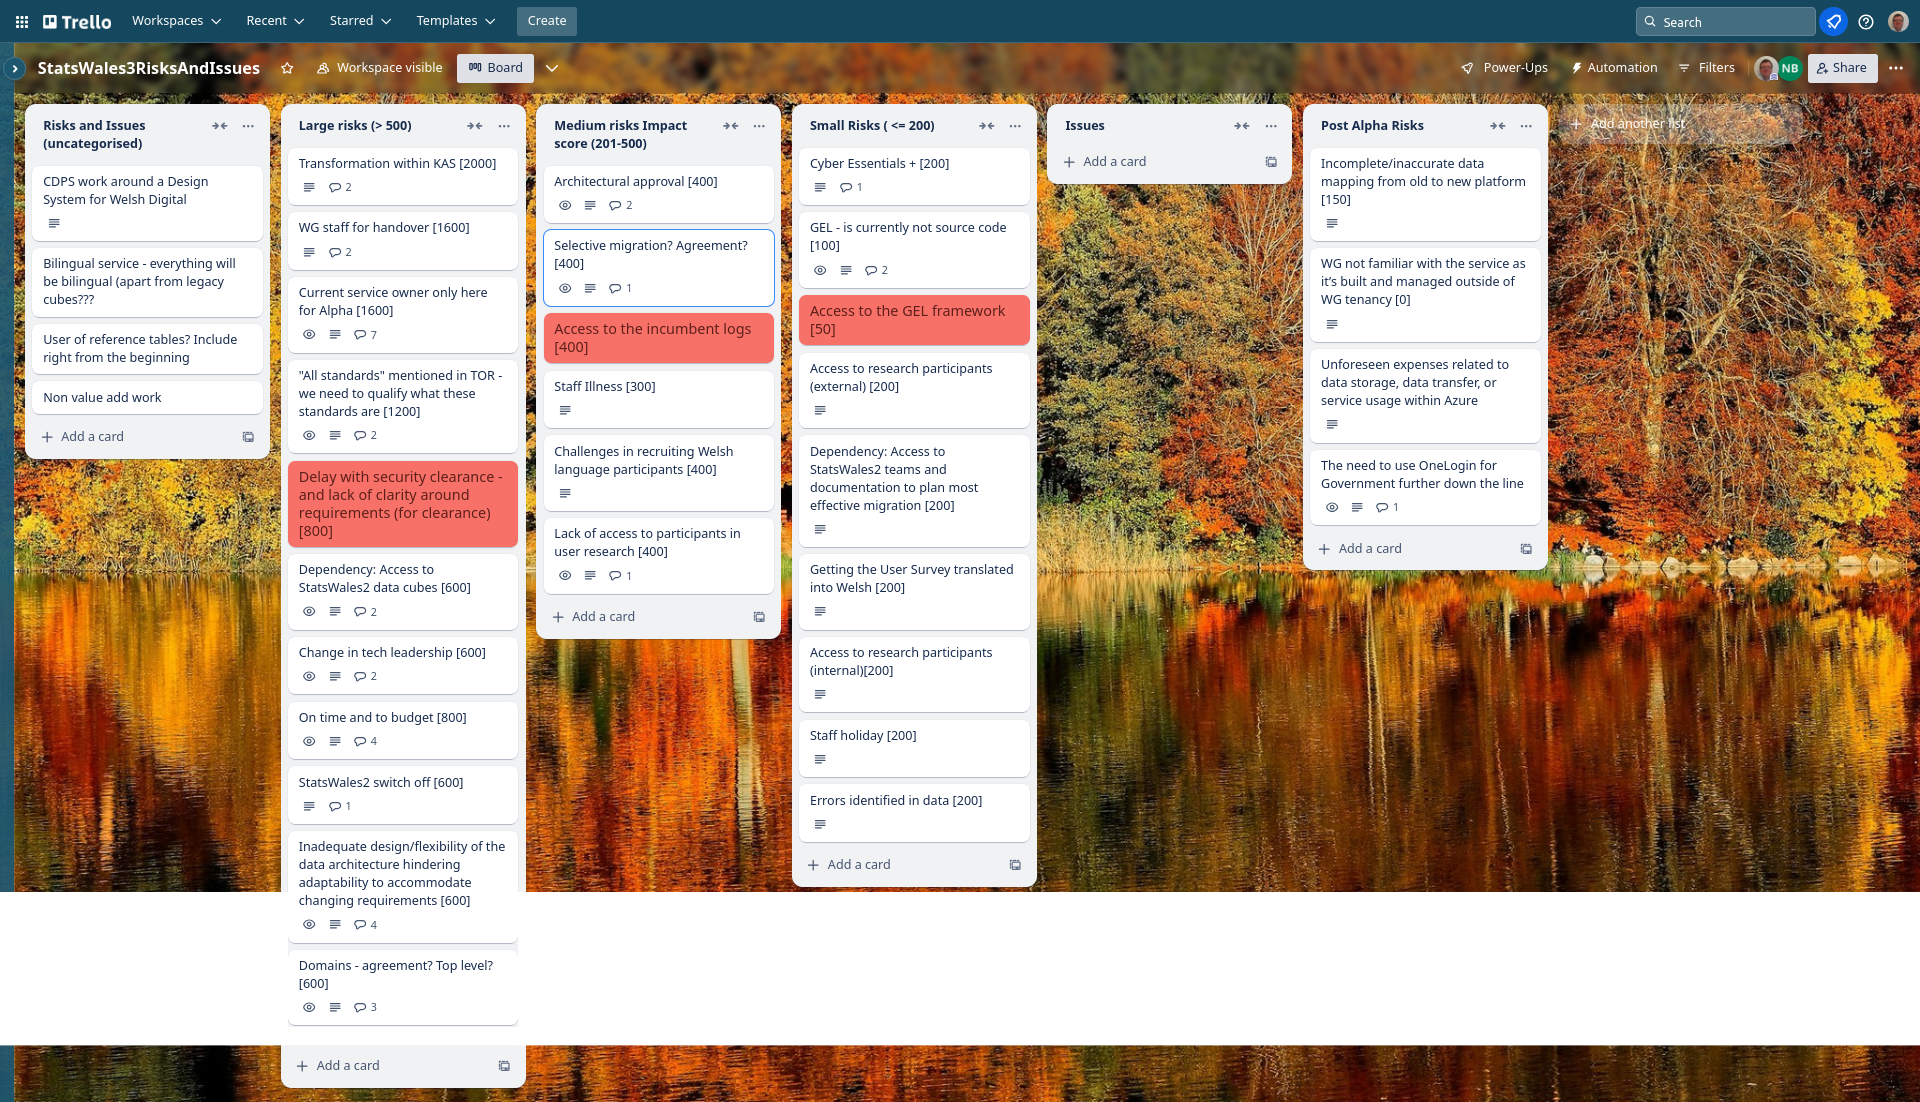 Trello
Workspaces
Recent
Starred
Templates
Create
Search
StatsWales3RisksAndIssues
Workspace visible
Board
Power-Ups
Automation
Filters
NB
Share
Risks and Issues
(uncategorised)
CDPS work around a Design
System for Welsh Digital
Bilingual service - everything will
be bilingual (apart from legacy
cubes???
User of reference tables? Include
right from the beginning
Non value add work
Add a card
Large risks (> 500)
Transformation within KAS [2000]
2
WG staff for handover [1600]
2
Current service owner only here
for Alpha [1600]
7
"All standards" mentioned in TOR -
we need to qualify what these
standards are [1200]
2
Delay with security clearance -
and lack of clarity around
requirements (for clearance)
[800]
Dependency: Access to
StatsWales2 data cubes [600]
2
Change in tech leadership [600]
2
On time and to budget [800]
4
StatsWales2 switch off [600]
1
Inadequate design/flexibility of the
data architecture hindering
adaptability to accommodate
changing requirements [600]
4
Domains - agreement? Top level?
[600]
3
Add a card
Medium risks Impact
score (201-500)
Architectural approval [400]
2
Selective migration? Agreement?
[400]
1
Access to the incumbent logs
[400]
Staff Illness [300]
Challenges in recruiting Welsh
language participants [400]
Lack of access to participants in
user research [400]
1
Add a card
Small Risks ( <= 200)
Cyber Essentials + [200]
1
GEL - is currently not source code
[100]
2
Access to the GEL framework
[50]
Access to research participants
(external) [200]
Dependency: Access to
StatsWales2 teams and
documentation to plan most
effective migration [200]
Getting the User Survey translated
into Welsh [200]
Access to research participants
(internal)[200]
Staff holiday [200]
Errors identified in data [200]
Add a card
Issues
Add a card
Post Alpha Risks
Incomplete/inaccurate data
mapping from old to new platform
[150]
WG not familiar with the service as
it’s built and managed outside of
WG tenancy [0]
Unforeseen expenses related to
data storage, data transfer, or
service usage within Azure
The need to use OneLogin for
Government further down the line
1
Add a card
Add another list